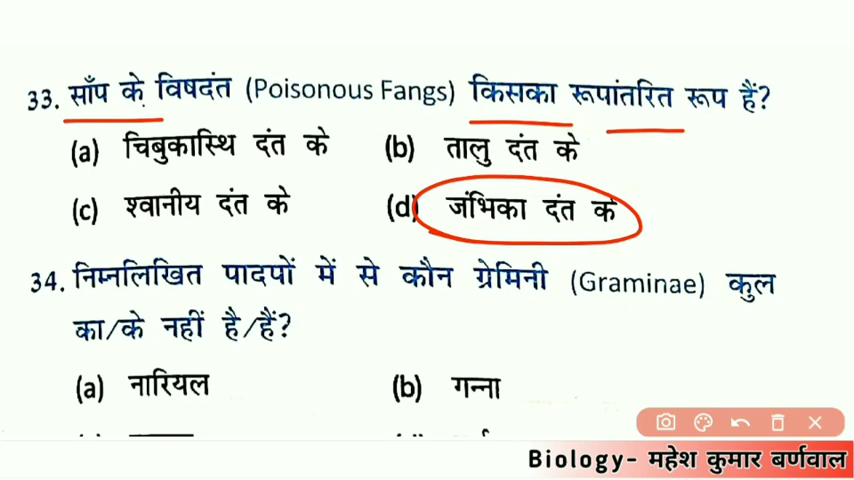 33. साँप के विषदंत (Poisonous Fangs) किसका रूपांतरित रूप हैं?
(a) चिबुकास्थि दंत के (b) तालु दंत के
(c) श्वानीय दंत के (d) जंभिका दंत के
34. निम्नलिखित पादपों में से कौन ग्रेमिनी (Graminae) कुल
का/के नहीं है/हैं?
(a) नारियल (b) गन्ना
Biology- महेश कुमार बर्णवाल